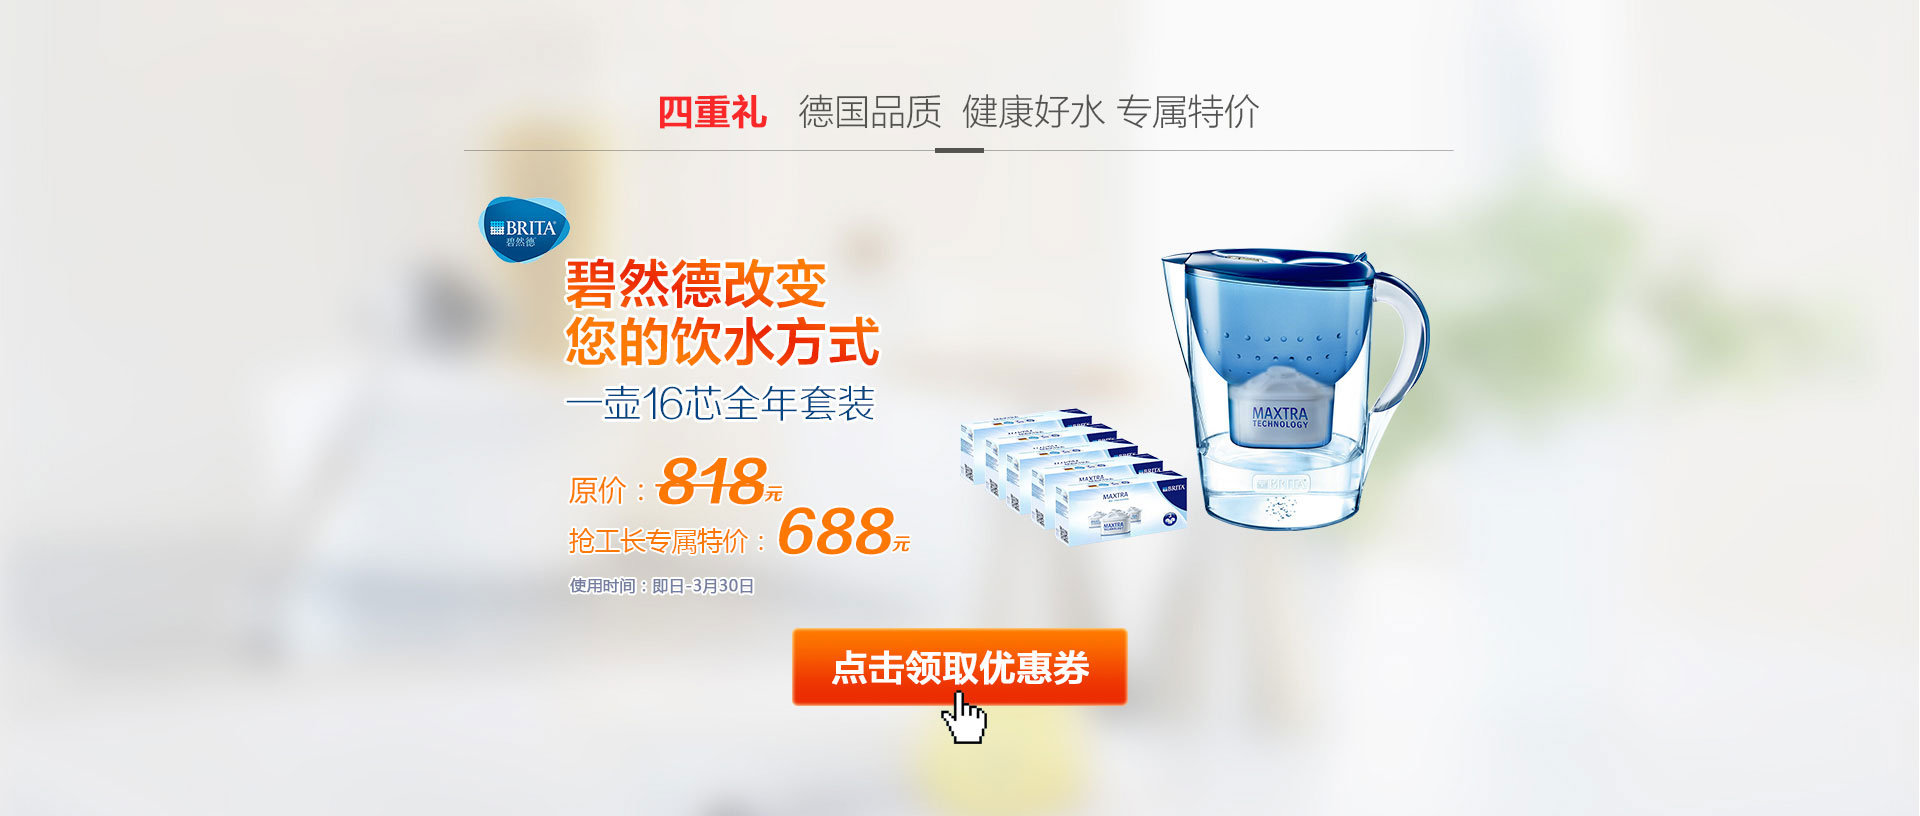 四重礼 德国品质 健康好水 专属特价
BRITA
碧然德
碧然德改变
您的饮水方式
一壶16芯全年套装
原价：818元
抢工长专属特价：688元
使用时间：即日-3月30日
MAXTRA
TECHNOLOGY
BRITA
MAXTRA
BRITA
MAXTRA
点击领取优惠券